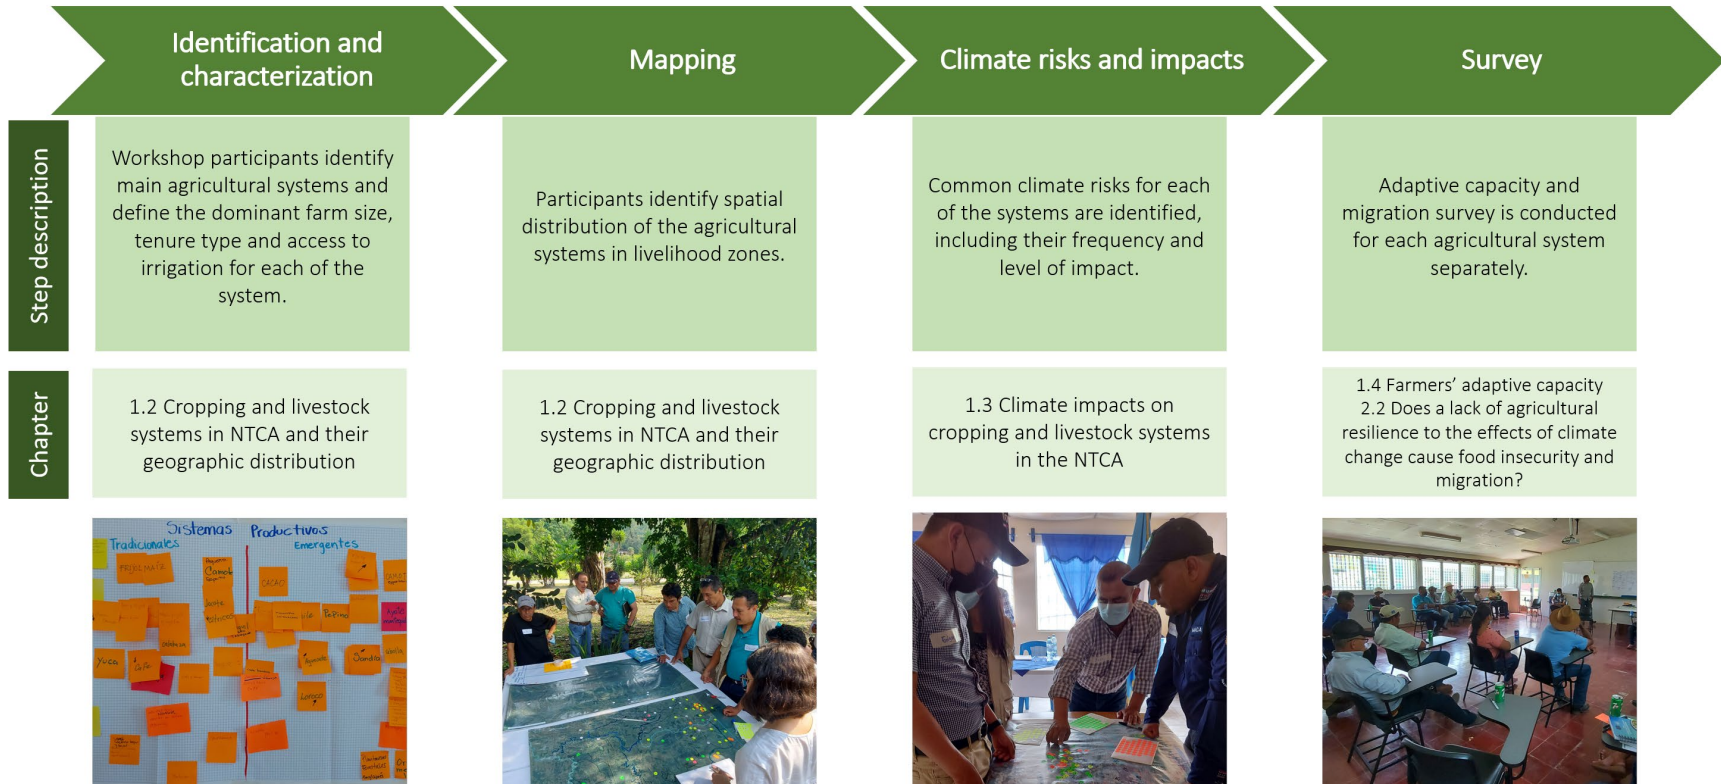 Identification and
characterization
Mapping
Climate risks and impacts
Survey
Step description
Workshop participants identify
main agricultural systems and
define the dominant farm size,
tenure type and access to
irrigation for each of the
system.
Participants identify spatial
distribution of the agricultural
systems in livelihood zones.
Common climate risks for each
of the systems are identified,
including their frequency and
level of impact.
Adaptive capacity and
migration survey is conducted
for each agricultural system
separately.
Chapter
1.2 Cropping and livestock
systems in NTCA and their
geographic distribution
1.2 Cropping and livestock
systems in NTCA and their
geographic distribution
1.3 Climate impacts on
cropping and livestock systems
in the NTCA
1.4 Farmers’ adaptive capacity
2.2 Does a lack of agricultural
resilience to the effects of climate
change cause food insecurity and
migration?
Sistemas Productivos
Tradicionales
Emergentes
CACAO
Pepino
Yuca
Café
Aguacate
Sandia
Loroco